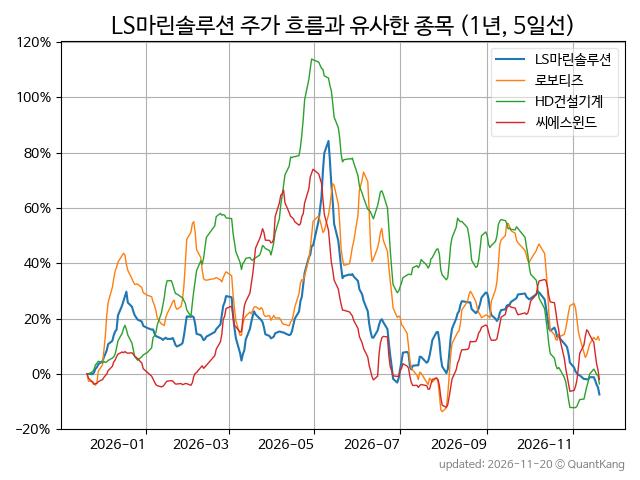 LS마린솔루션 주가 흐름과 유사한 종목 (1년, 5일선)
120%
100%
80%
60%
40%
20%
0%
−20%
LS마린솔루션
로보티즈
HD건설기계
씨에스윈드
2026-01
2026-03
2026-05
2026-07
2026-09
2026-11
updated: 2026-11-20 © QuantKang